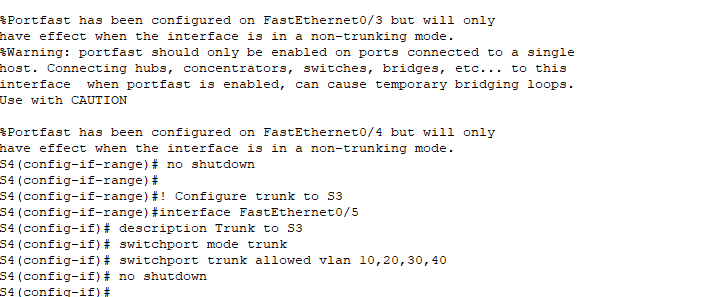 %Portfast has been configured on FastEthernet0/3 but will only
have effect when the interface is in a non-trunking mode.
%Warning: portfast should only be enabled on ports connected to a single
host. Connecting hubs, concentrators, switches, bridges, etc... to this
interface  when portfast is enabled, can cause temporary bridging loops.
Use with CAUTION

%Portfast has been configured on FastEthernet0/4 but will only
have effect when the interface is in a non-trunking mode.
S4(config-if-range)# no shutdown
S4(config-if-range)#
S4(config-if-range)#! Configure trunk to S3
S4(config-if-range)#interface FastEthernet0/5
S4(config-if)# description Trunk to S3
S4(config-if)# switchport mode trunk
S4(config-if)# switchport trunk allowed vlan 10,20,30,40
S4(config-if)# no shutdown
S4(config-if)#